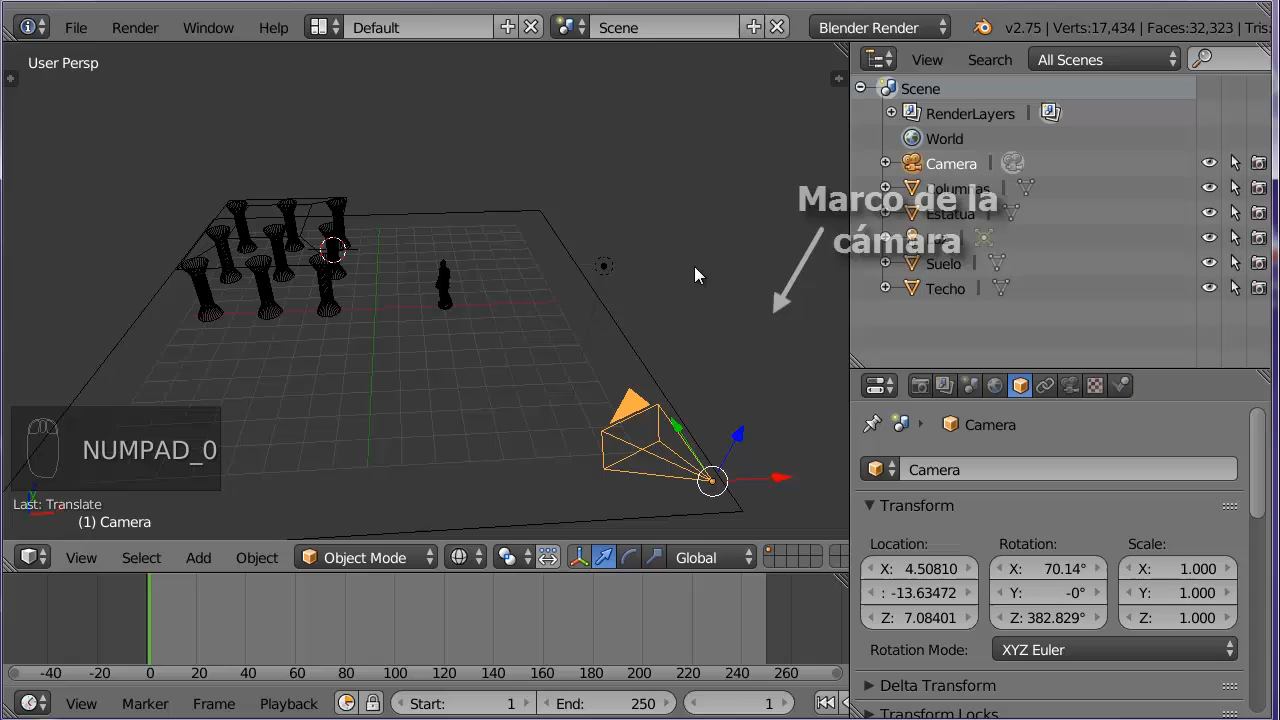 File Render Window Help Default Scene Blender Render v2.75 | Verts:17,434 | Faces:32,323 | Tris:
User Persp
View Search All Scenes
Scene
RenderLayers
World
Camera
Columnas
Marco de la
cámara
Estatua
Suelo
Techo
NUMPAD_0
Last: Translate
(1) Camera
Camera
Camera
Transform
Location: Rotation: Scale:
X: 4.50810 X: 70.14° X: 1.000
: -13.63472 Y: -0° Y: 1.000
Z: 7.08401 Z: 382.829° Z: 1.000
Rotation Mode: XYZ Euler
Delta Transform
Transform Locks
View Select Add Object Object Mode Global
-40 -20 0 20 40 60 80 100 120 140 160 180 200 220 240 260
View Marker Frame Playback Start: 1 End: 250 1